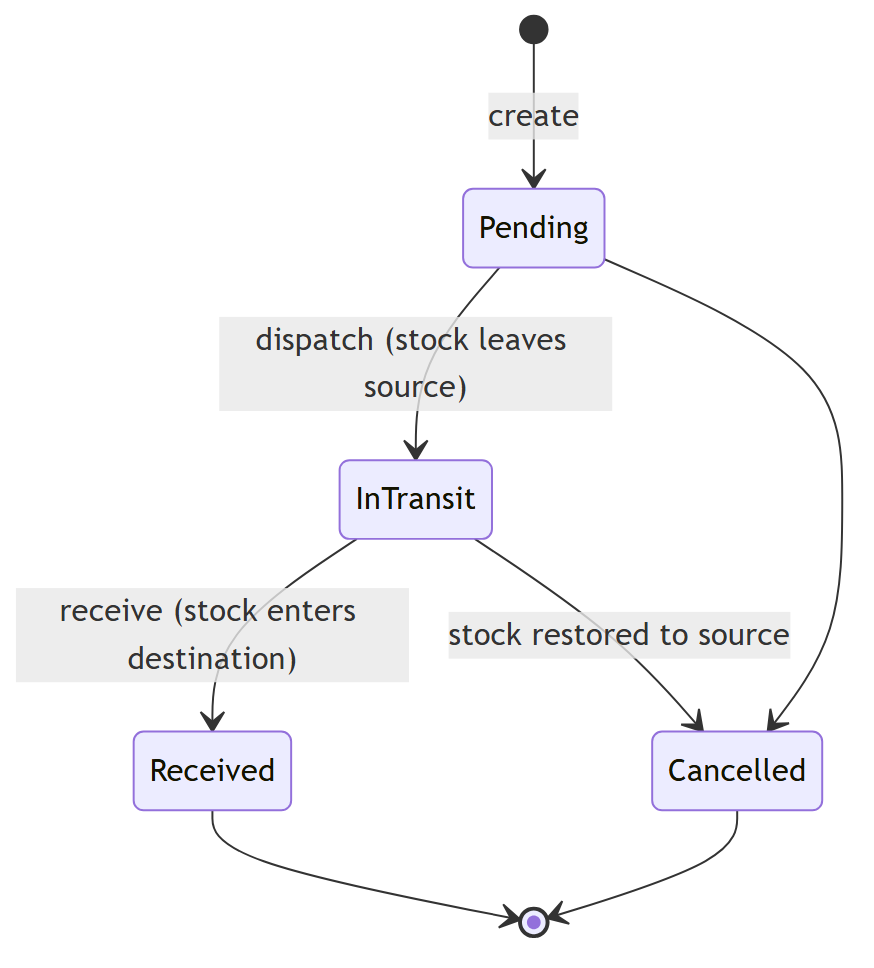 create
Pending
dispatch (stock leaves
source)
InTransit
receive (stock enters
destination)
stock restored to source
Received
Cancelled